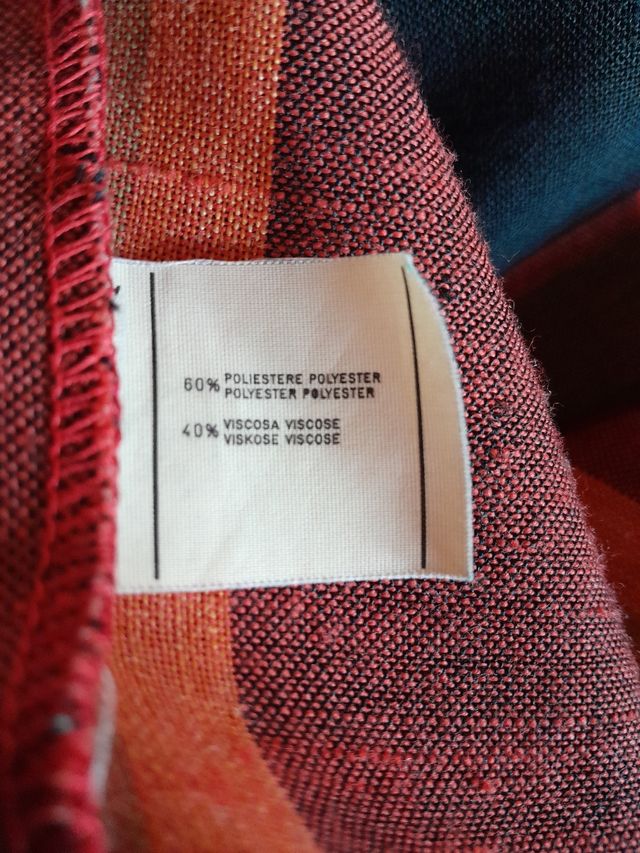 60% POLIESTERE POLYESTER
POLYESTER POLYESTER
40% VISCOSA VISCOSE
VISKOSE VISCOSE